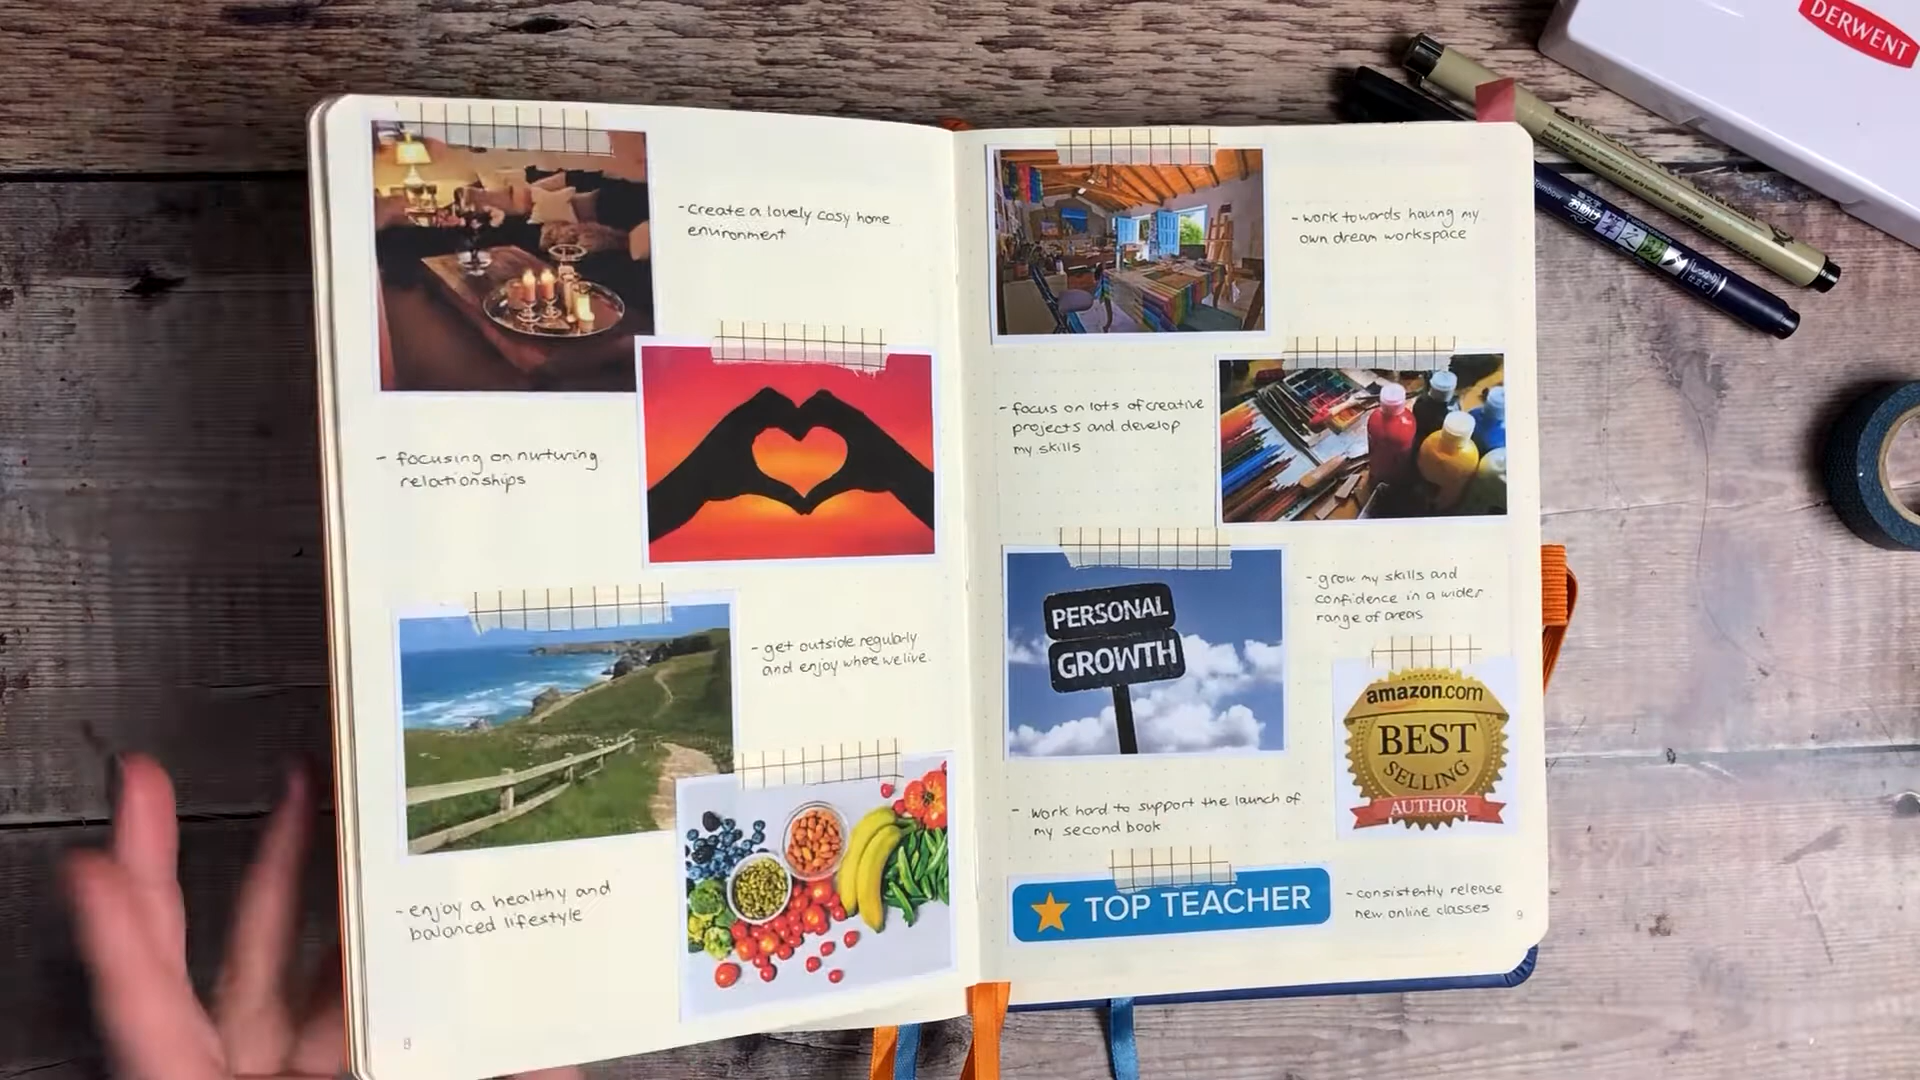 - create a lovely cosy home
environment
- focusing on nurturing
relationships
- get outside regularly
and enjoy where we live.
- enjoy a healthy and
balanced lifestyle
8
- work towards having my
own dream workspace
- focus on lots of creative
projects and develop
my skills
PERSONAL
GROWTH
- grow my skills and
confidence in a wider
range of areas
amazon.com
BEST
SELLING
AUTHOR
- work hard to support the launch of
my second book
TOP TEACHER
- consistently release
new online classes
9
DERWENT
Tombow